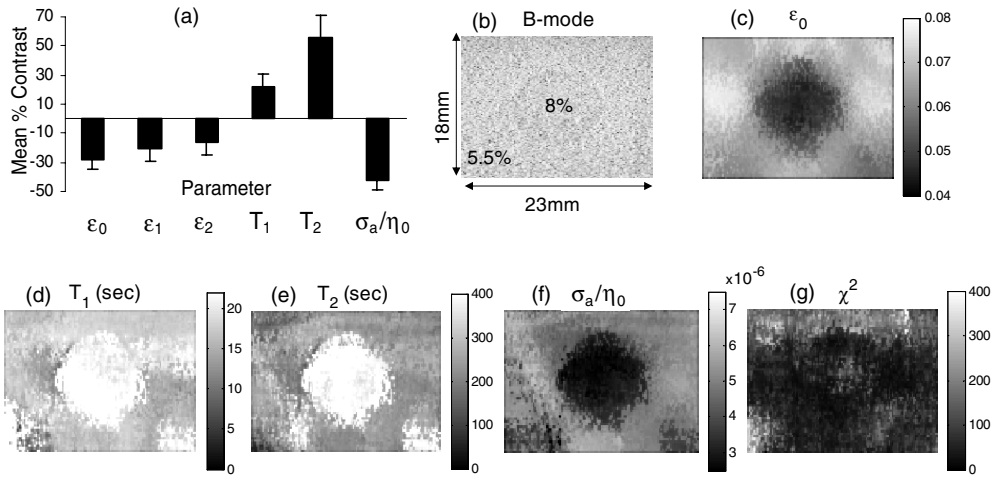 (a)
Mean % Contrast
70
50
30
10
-10
-30
-50
Parameter
ε0 ε1 ε2 T1 T2 σa/η0
(b) B-mode
18mm
8%
5.5%
23mm
(c) ε0
0.08
0.07
0.06
0.05
0.04
(d) T1 (sec)
20
15
10
5
0
(e) T2 (sec)
400
300
200
100
0
(f) σa/η0
×10-6
7
6
5
4
3
(g) χ2
400
300
200
100
0